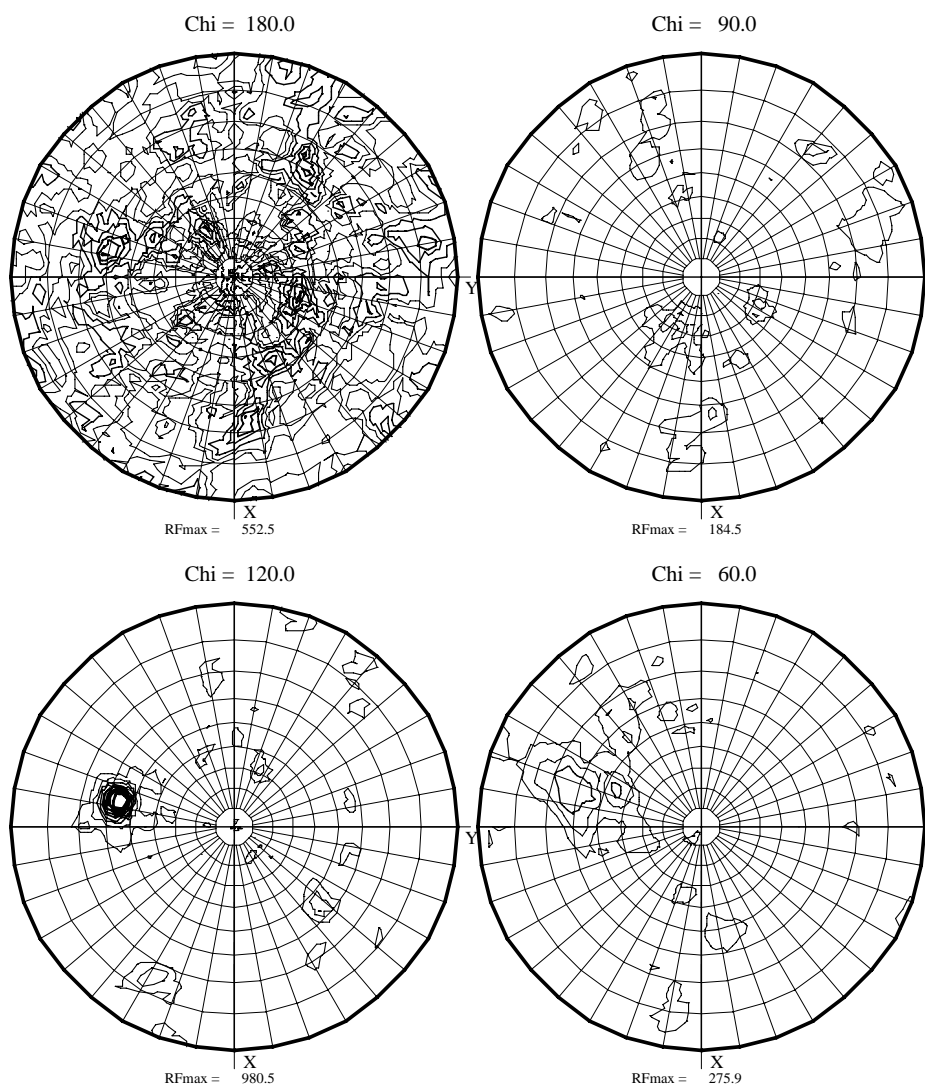 Chi = 180.0
Chi = 90.0
Y
X
RFmax = 552.5
X
RFmax = 184.5
Chi = 120.0
Chi = 60.0
Y
X
RFmax = 980.5
X
RFmax = 275.9